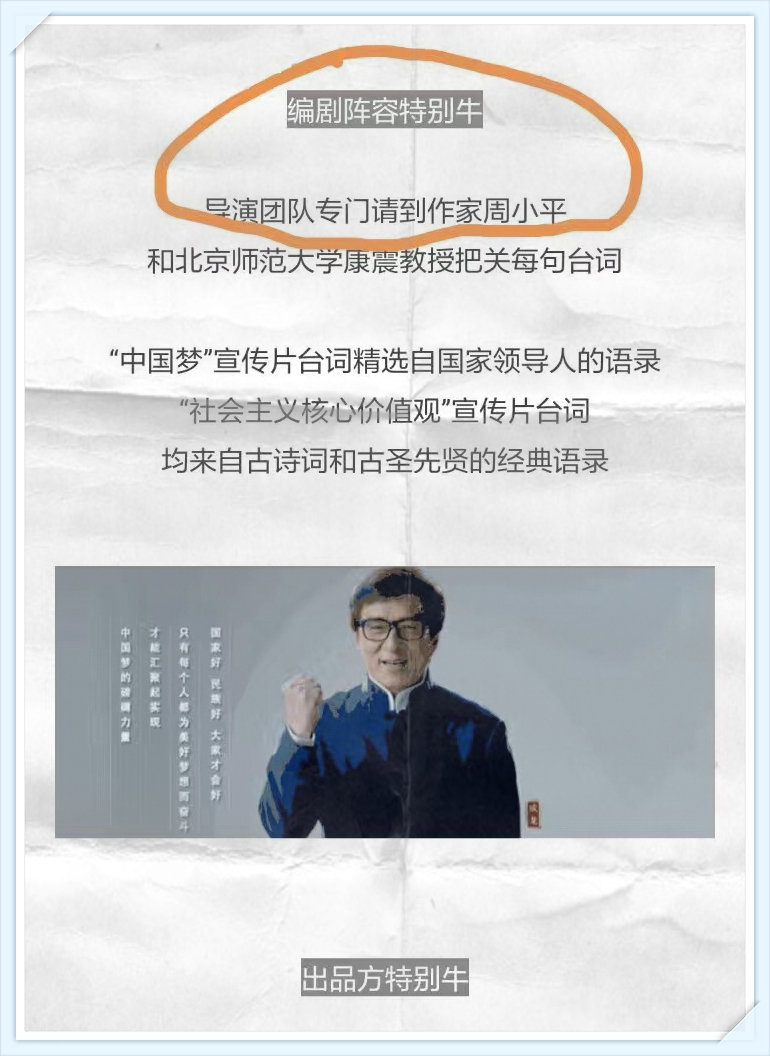 编剧阵容特别牛
导演团队专门请到作家周小平
和北京师范大学康震教授把关每句台词
“中国梦”宣传片台词精选自国家领导人的语录
“社会主义核心价值观”宣传片台词
均来自古诗词和古圣先贤的经典语录
国家好 民族好 大家才会好
只有每个人都为美好梦想而奋斗
才能汇聚起实现
中国梦的磅礴力量
成龙
出品方特别牛